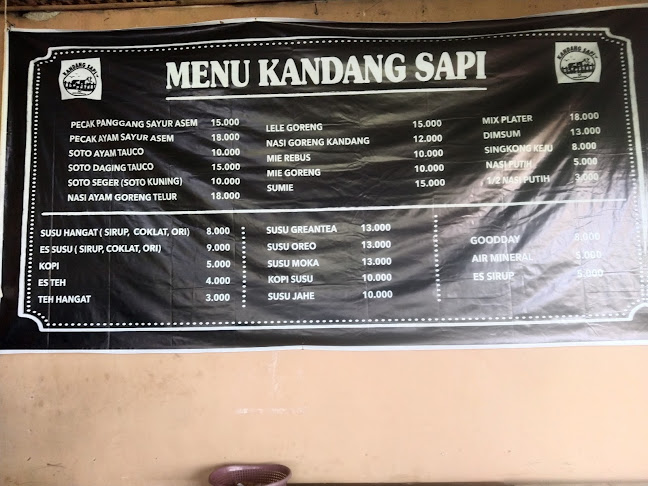 KANDANG SAPI
MENU KANDANG SAPI
KANDANG SAPI
PECAK PANGGANG SAYUR ASEM 15.000
PECAK AYAM SAYUR ASEM 18.000
SOTO AYAM TAUCO 10.000
SOTO DAGING TAUCO 15.000
SOTO SEGER (SOTO KUNING) 10.000
NASI AYAM GORENG TELUR 18.000
LELE GORENG 15.000
NASI GORENG KANDANG 12.000
MIE REBUS 10.000
MIE GORENG 10.000
SUMIE 15.000
MIX PLATER 18.000
DIMSUM 13.000
SINGKONG KEJU 8.000
NASI PUTIH 5.000
1/2 NASI PUTIH 3.000
SUSU HANGAT ( SIRUP, COKLAT, ORI) 8.000
ES SUSU ( SIRUP, COKLAT, ORI) 9.000
KOPI 5.000
ES TEH 4.000
TEH HANGAT 3.000
SUSU GREANTEA 13.000
SUSU OREO 13.000
SUSU MOKA 13.000
KOPI SUSU 10.000
SUSU JAHE 10.000
GOODDAY
AIR MINERAL 5.000
ES SIRUP 5.000